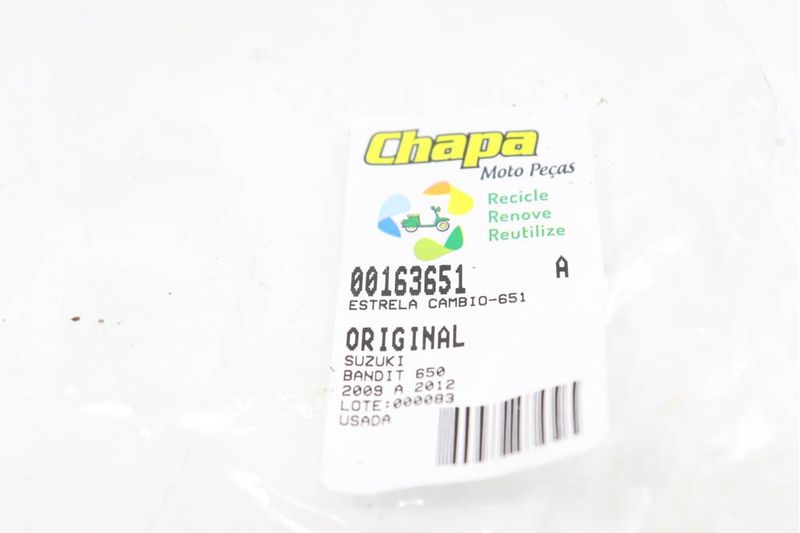 Chapa
Moto Peças
Recicle
Renove
Reutilize
00163651 A
ESTRELA CAMBIO-651
ORIGINAL
SUZUKI
BANDIT 650
2009 A 2012
LOTE:000083
USADA